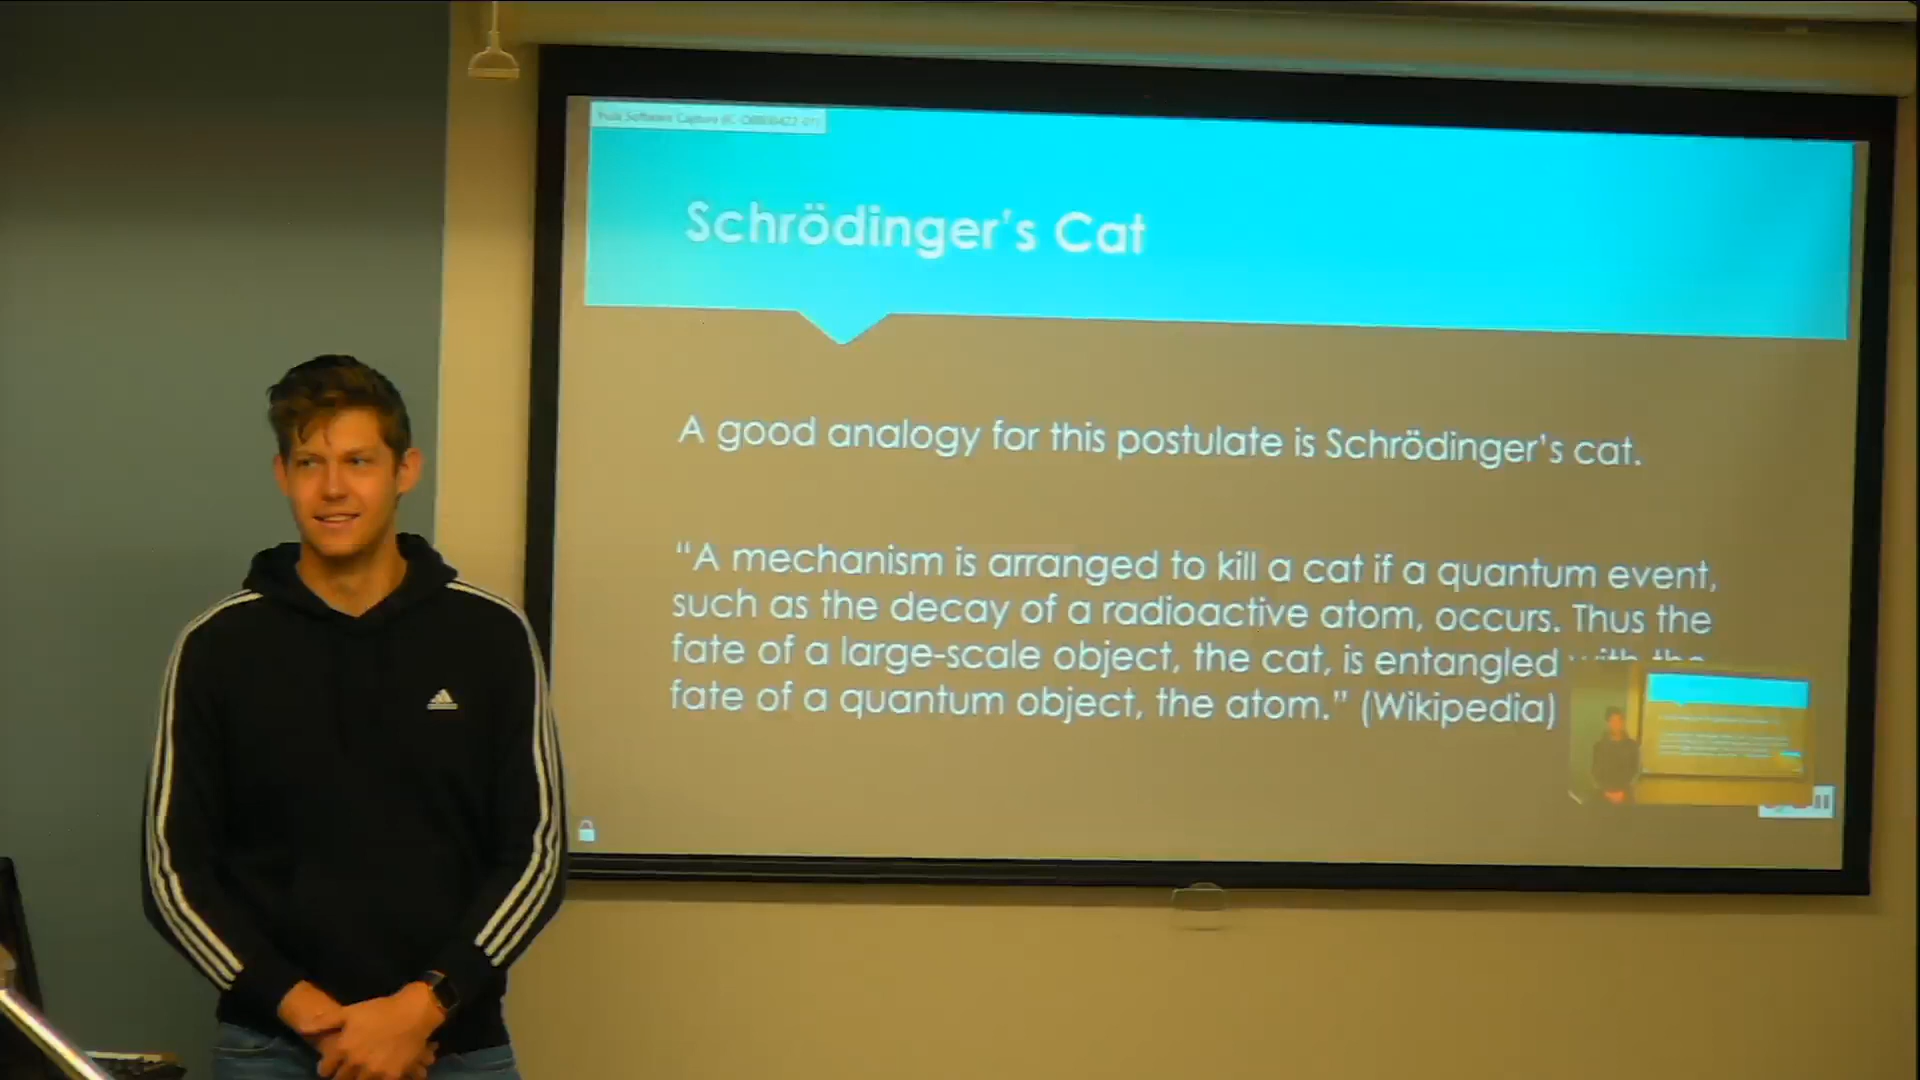 Schrödinger's Cat
A good analogy for this postulate is Schrödinger's cat.
"A mechanism is arranged to kill a cat if a quantum event,
such as the decay of a radioactive atom, occurs. Thus the
fate of a large-scale object, the cat, is entangled with the
fate of a quantum object, the atom." (Wikipedia)